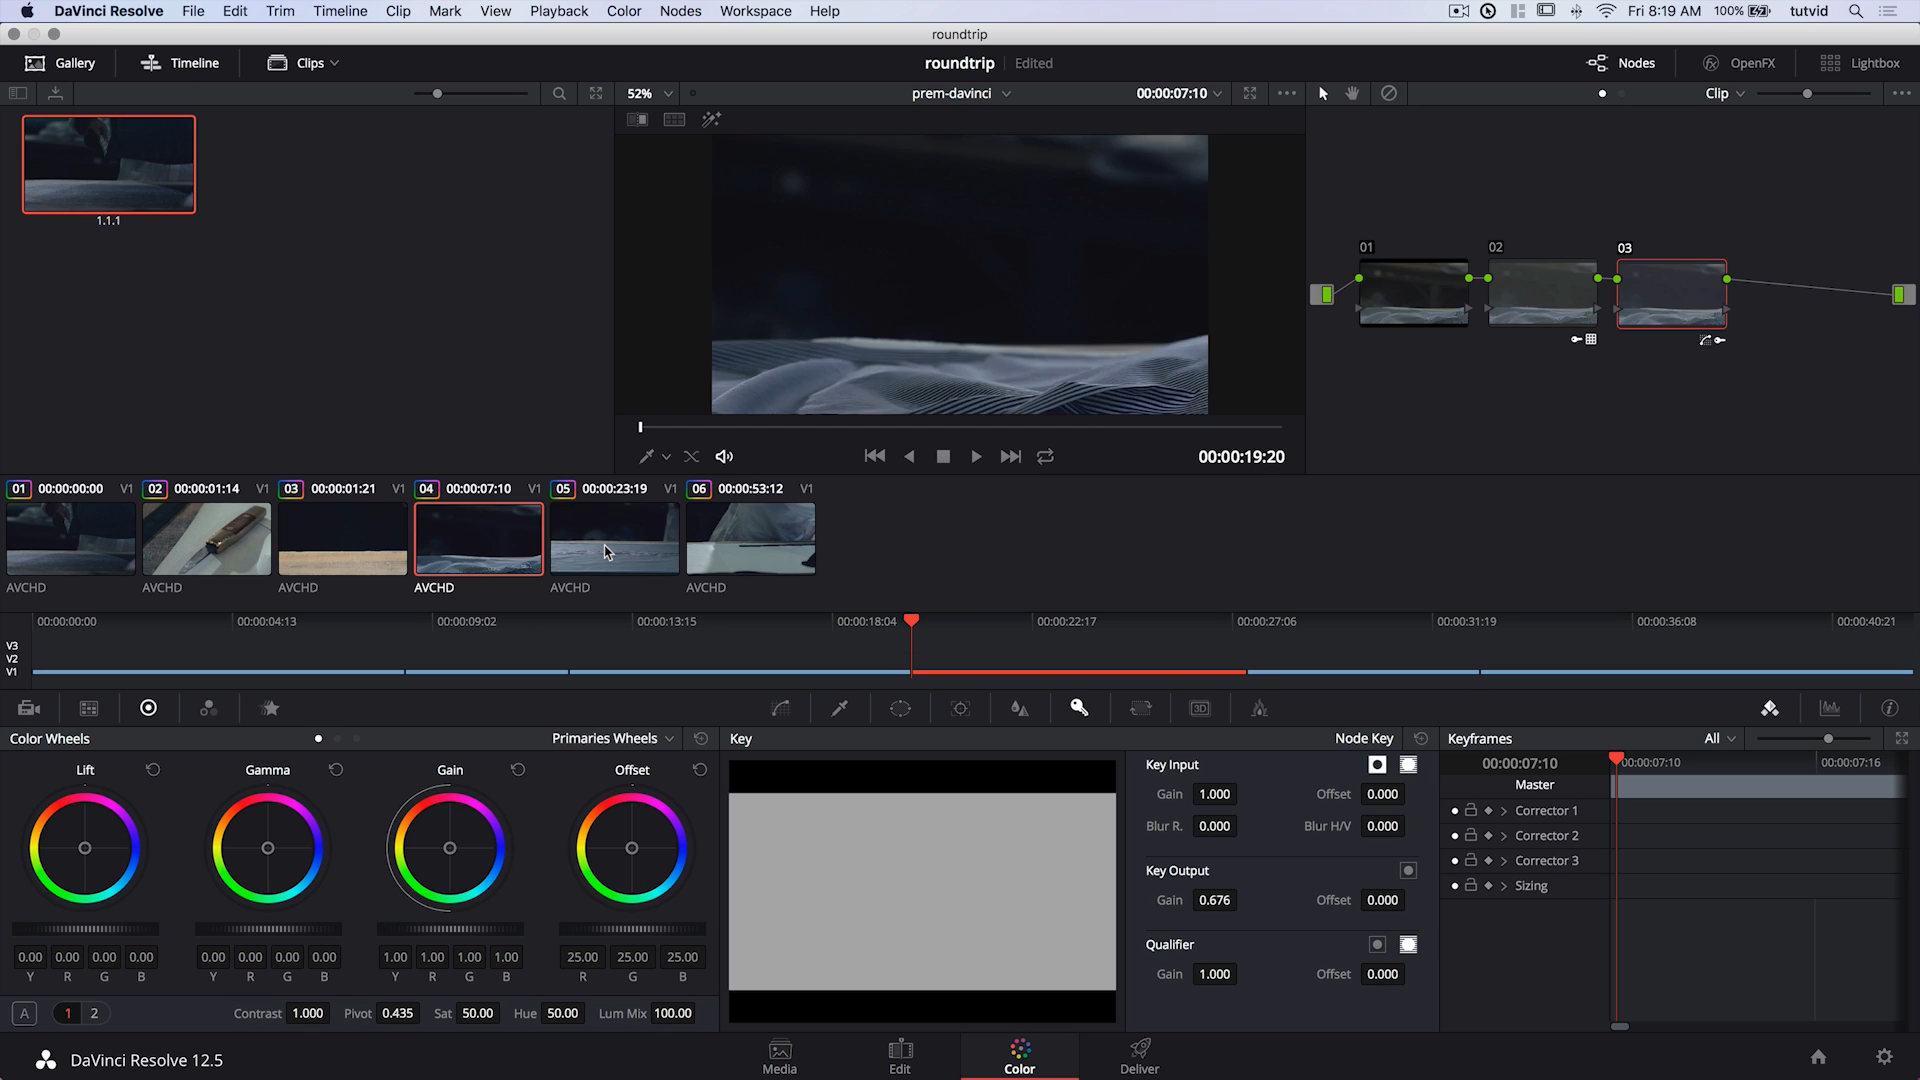 DaVinci Resolve File Edit Trim Timeline Clip Mark View Playback Color Nodes Workspace Help Fri 8:19 AM 100% tutvid
roundtrip
Gallery Timeline Clips roundtrip Edited Nodes OpenFX Lightbox
52% prem-davinci 00:00:07:10 Clip
1.1.1
01 02 03
00:00:19:20
01 00:00:00:00 V1 02 00:00:01:14 V1 03 00:00:01:21 V1 04 00:00:07:10 V1 05 00:00:23:19 V1 06 00:00:53:12 V1
AVCHD AVCHD AVCHD AVCHD AVCHD AVCHD
00:00:00:00 00:00:04:13 00:00:09:02 00:00:13:15 00:00:18:04 00:00:22:17 00:00:27:06 00:00:31:19 00:00:36:08 00:00:40:21
V3
V2
V1
3D
Color Wheels Primaries Wheels Key Node Key Keyframes All
Lift Gamma Gain Offset
0.00 0.00 0.00 0.00 0.00 0.00 0.00 0.00 1.00 1.00 1.00 1.00 25.00 25.00 25.00
Y R G B Y R G B Y R G B R G B
A 1 2 Contrast 1.000 Pivot 0.435 Sat 50.00 Hue 50.00 Lum Mix 100.00
Key Input
Gain 1.000 Offset 0.000
Blur R. 0.000 Blur H/V 0.000
Key Output
Gain 0.676 Offset 0.000
Qualifier
Gain 1.000 Offset 0.000
00:00:07:10 00:00:07:10 00:00:07:16
Master
Corrector 1
Corrector 2
Corrector 3
Sizing
DaVinci Resolve 12.5 Media Edit Color Deliver